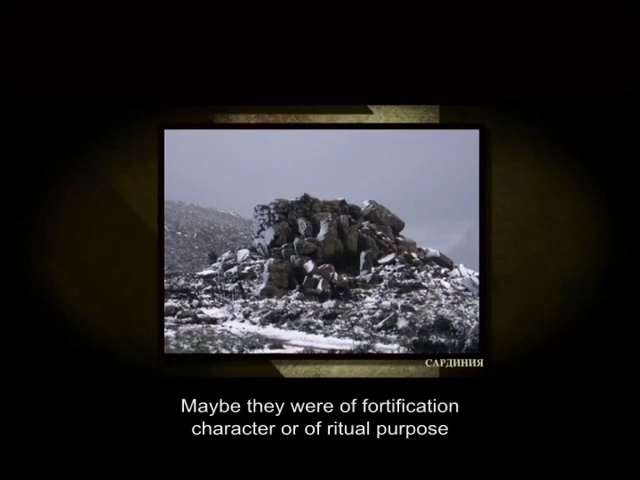 САРДИНИЯ
Maybe they were of fortification
character or of ritual purpose